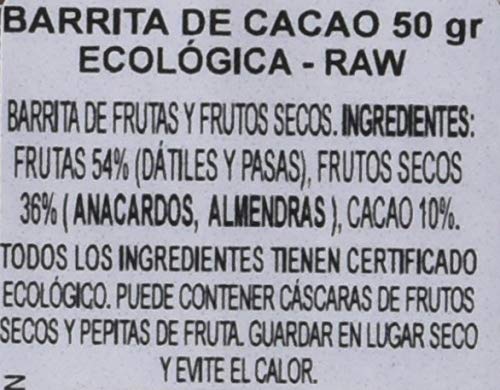 BARRITA DE CACAO 50 gr
ECOLÓGICA - RAW
BARRITA DE FRUTAS Y FRUTOS SECOS. INGREDIENTES:
FRUTAS 54% (DÁTILES Y PASAS), FRUTOS SECOS
36% ( ANACARDOS, ALMENDRAS ), CACAO 10%.
TODOS LOS INGREDIENTES TIENEN CERTIFICADO
ECOLÓGICO. PUEDE CONTENER CÁSCARAS DE FRUTOS
SECOS Y PEPITAS DE FRUTA. GUARDAR EN LUGAR SECO
Y EVITE EL CALOR.